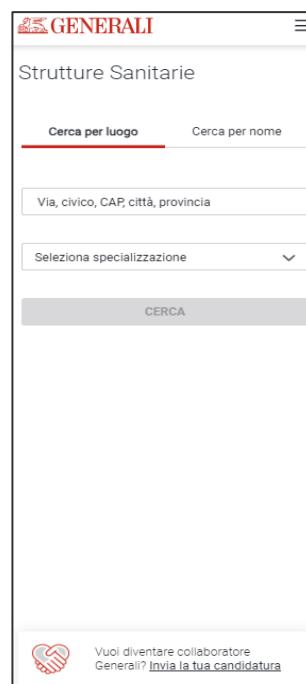 GENERALI
Strutture Sanitarie
Cerca per luogo
Cerca per nome
Via, civico, CAP, città, provincia
Seleziona specializzazione
CERCA
Vuoi diventare collaboratore
Generali? Invia la tua candidatura